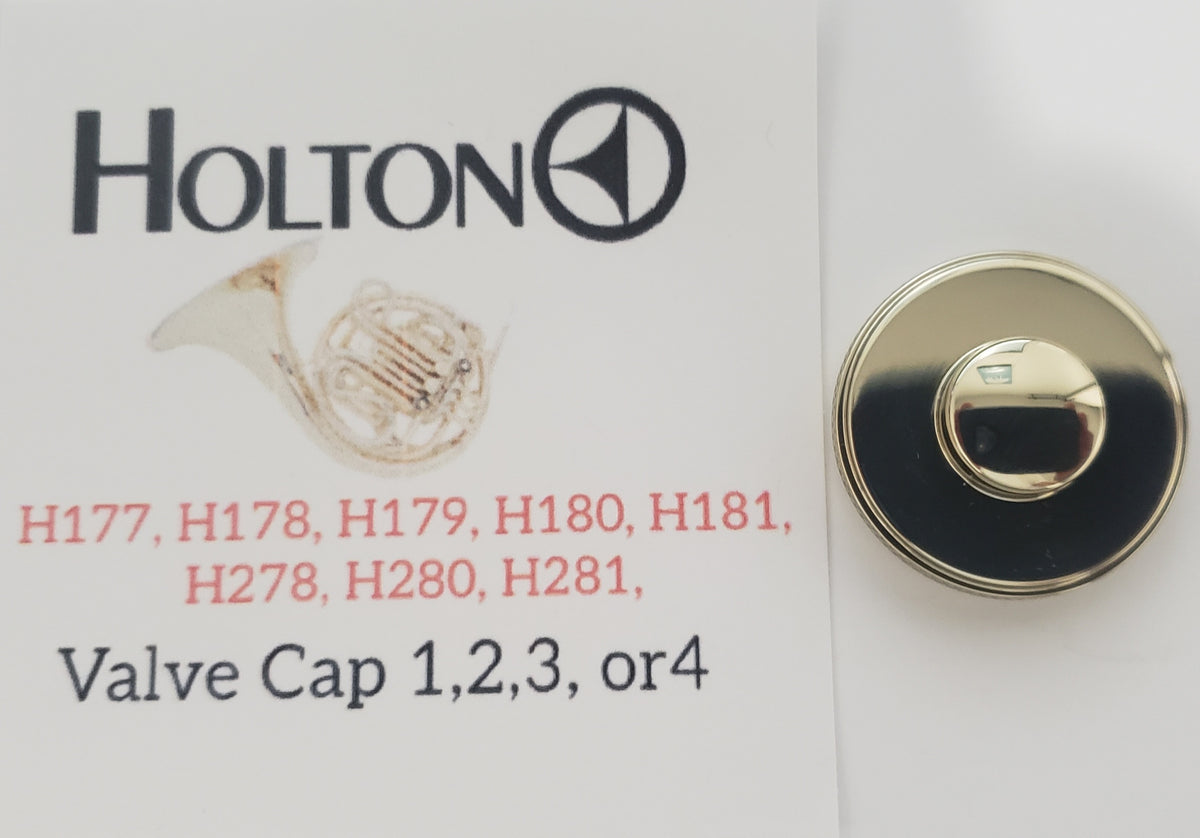 HOLTON
H177, H178, H179, H180, H181,
H278, H280, H281,
Valve Cap 1,2,3, or4